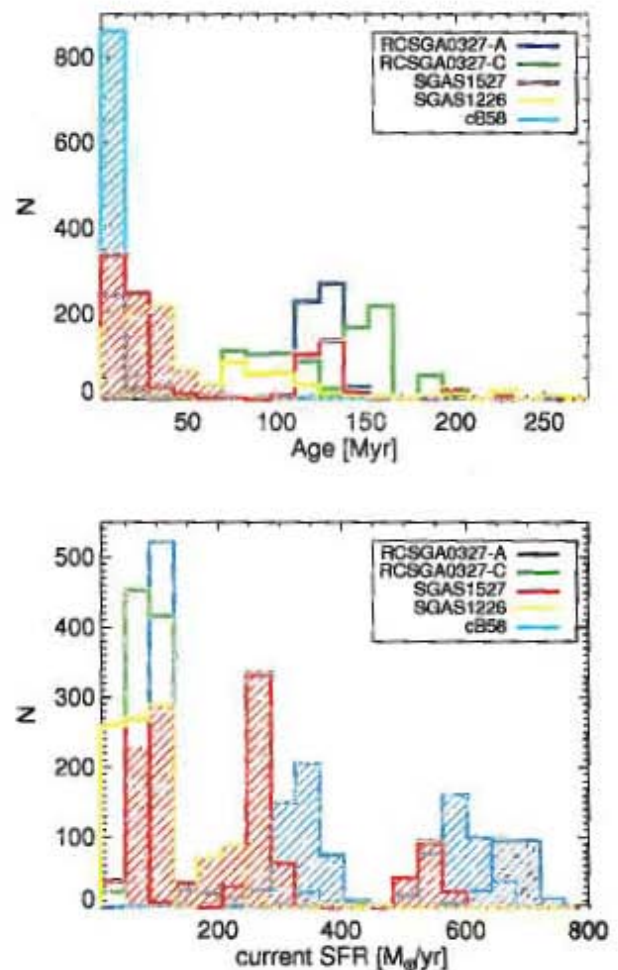 800
600
400
200
0
N
RCSGA0327-A
RCSGA0327-C
SGAS1527
SGAS1226
cB58
50 100 150 200 250
Age [Myr]
500
400
300
200
100
0
N
RCSGA0327-A
RCSGA0327-C
SGAS1527
SGAS1226
cB58
200 400 600 800
current SFR [M⊙/yr]